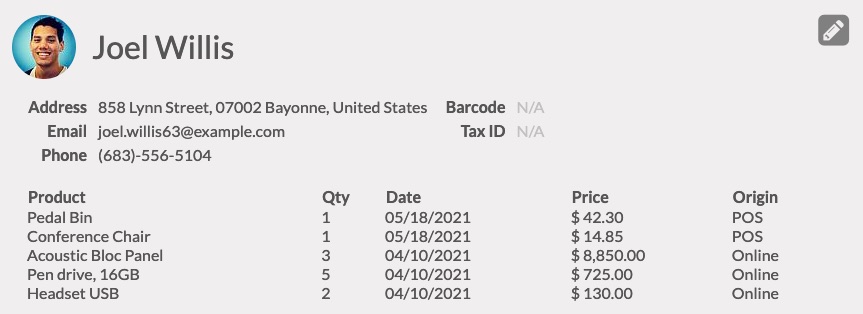 Joel Willis
Address 858 Lynn Street, 07002 Bayonne, United States Barcode N/A
Email joel.willis63@example.com Tax ID N/A
Phone (683)-556-5104
Product Qty Date Price Origin
Pedal Bin 1 05/18/2021 $ 42.30 POS
Conference Chair 1 05/18/2021 $ 14.85 POS
Acoustic Bloc Panel 3 04/10/2021 $ 8,850.00 Online
Pen drive, 16GB 5 04/10/2021 $ 725.00 Online
Headset USB 2 04/10/2021 $ 130.00 Online